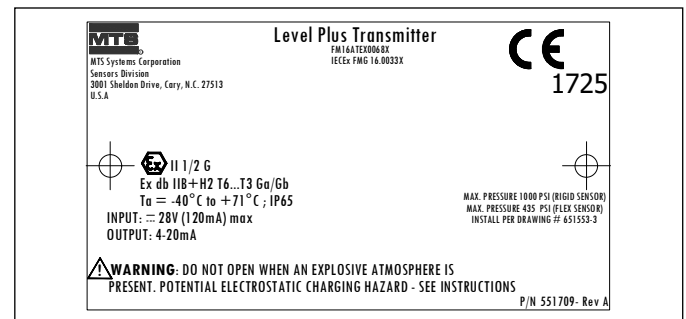 MTS
Level Plus Transmitter
FM16ATEX0068X
IECEx FMG 16.0033X
MTS Systems Corporation
Sensors Division
3001 Sheldon Drive, Cary, N.C. 27513
U.S.A
CE
1725
Ex II 1/2 G
Ex db IIB+H2 T6...T3 Ga/Gb
Ta = -40°C to +71°C ; IP65
INPUT: ⎓ 28V (120mA) max
OUTPUT: 4-20mA
MAX. PRESSURE 1000 PSI (RIGID SENSOR)
MAX. PRESSURE 435 PSI (FLEX SENSOR)
INSTALL PER DRAWING # 651553-3
WARNING: DO NOT OPEN WHEN AN EXPLOSIVE ATMOSPHERE IS
PRESENT. POTENTIAL ELECTROSTATIC CHARGING HAZARD - SEE INSTRUCTIONS
P/N 551709- Rev A